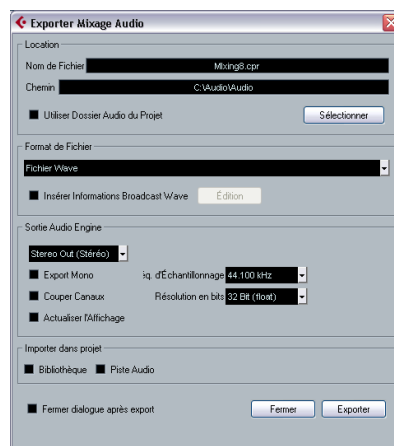 Exporter Mixage Audio
Location
Nom de Fichier MIxing8.cpr
Chemin C:\Audio\Audio
Utiliser Dossier Audio du Projet Sélectionner
Format de Fichier
Fichier Wave
Insérer Informations Broadcast Wave Édition
Sortie Audio Engine
Stereo Out (Stéréo)
Export Mono éq. d'Échantillonnage 44.100 kHz
Couper Canaux Résolution en bits 32 Bit (float)
Actualiser l'Affichage
Importer dans projet
Bibliothèque Piste Audio
Fermer dialogue après export Fermer Exporter